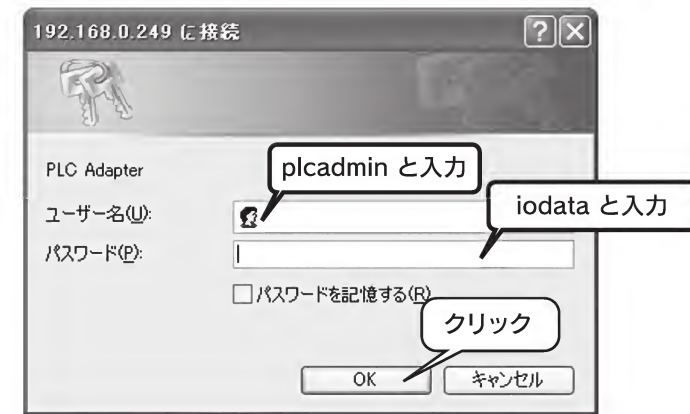 192.168.0.249 に接続
PLC Adapter
plcadmin と入力
ユーザー名(U):
iodata と入力
パスワード(P):
パスワードを記憶する(R)
クリック
OK
キャンセル